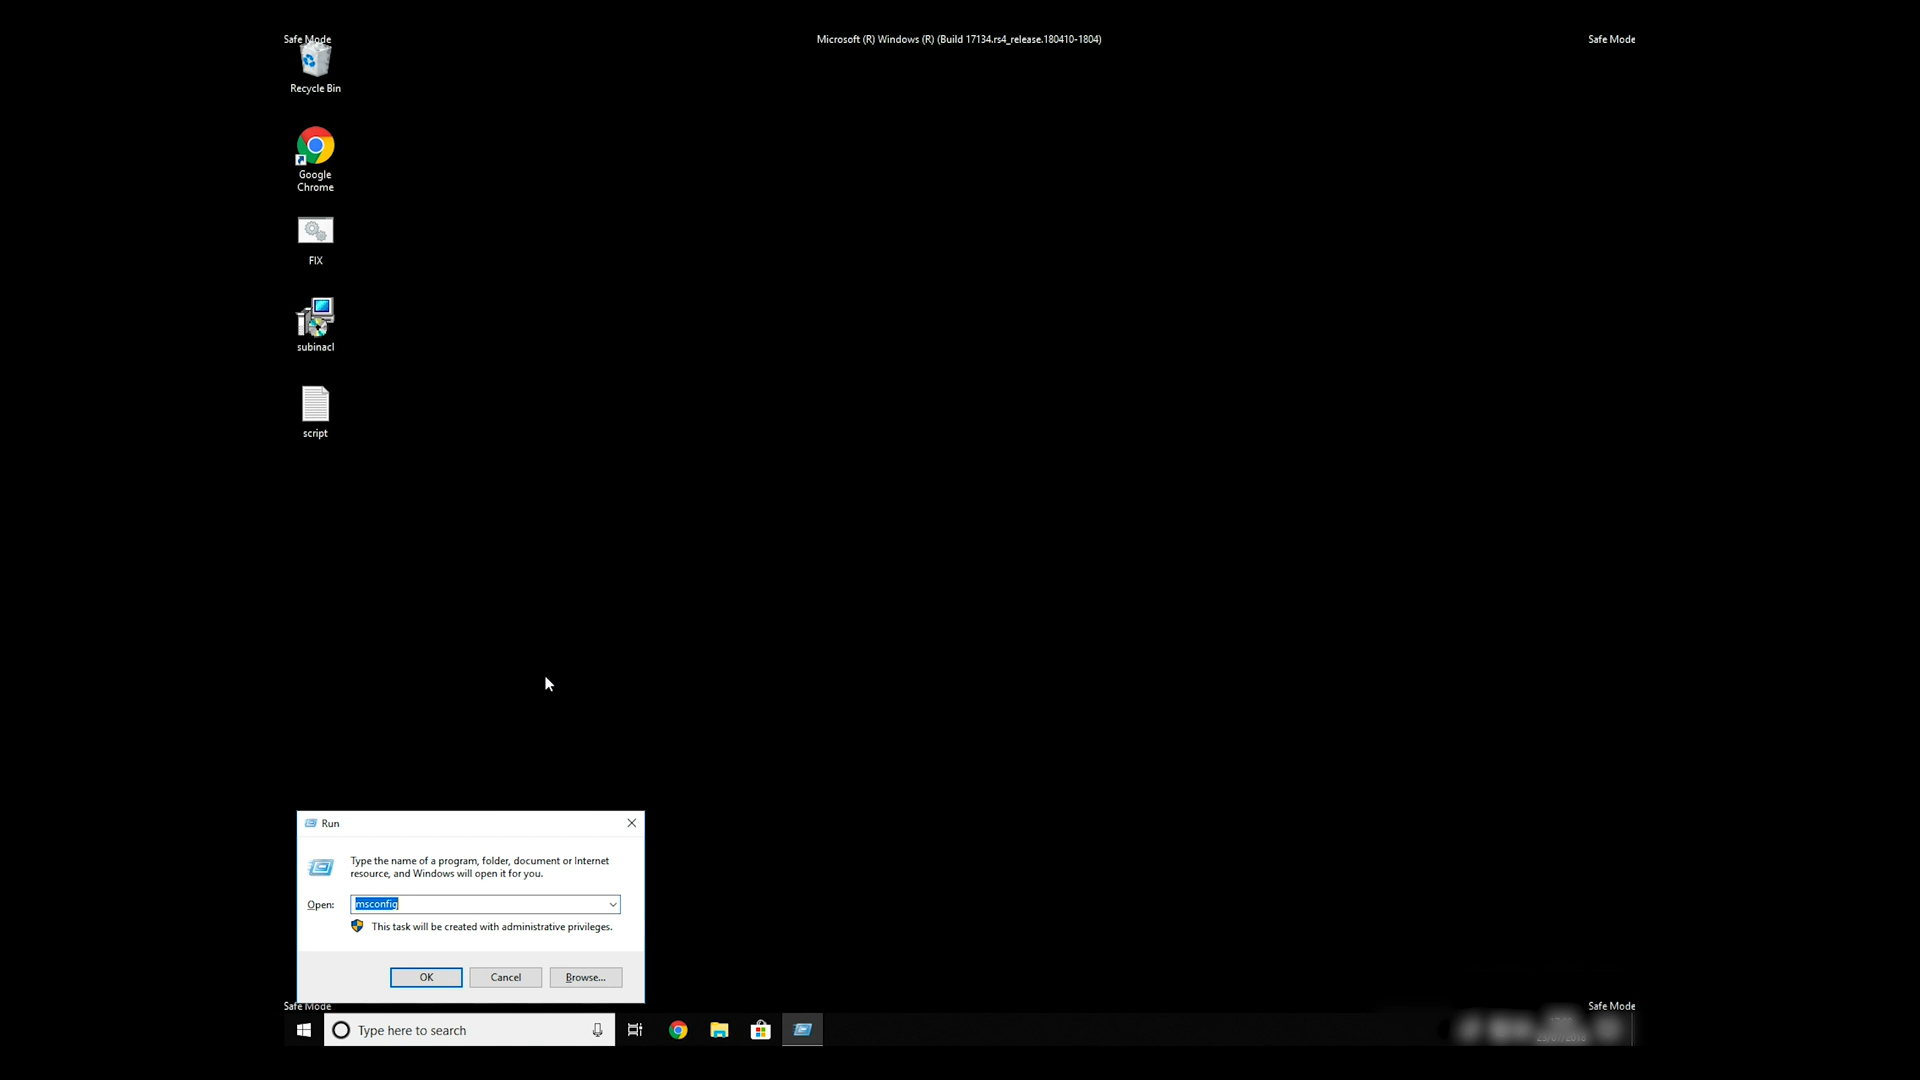 Safe Mode
Microsoft (R) Windows (R) (Build 17134.rs4_release.180410-1804)
Safe Mode
Recycle Bin
Google
Chrome
FIX
subinacl
script
Run
Type the name of a program, folder, document or Internet
resource, and Windows will open it for you.
Open:
msconfig
This task will be created with administrative privileges.
OK
Cancel
Browse...
Safe Mode
Safe Mode
Type here to search